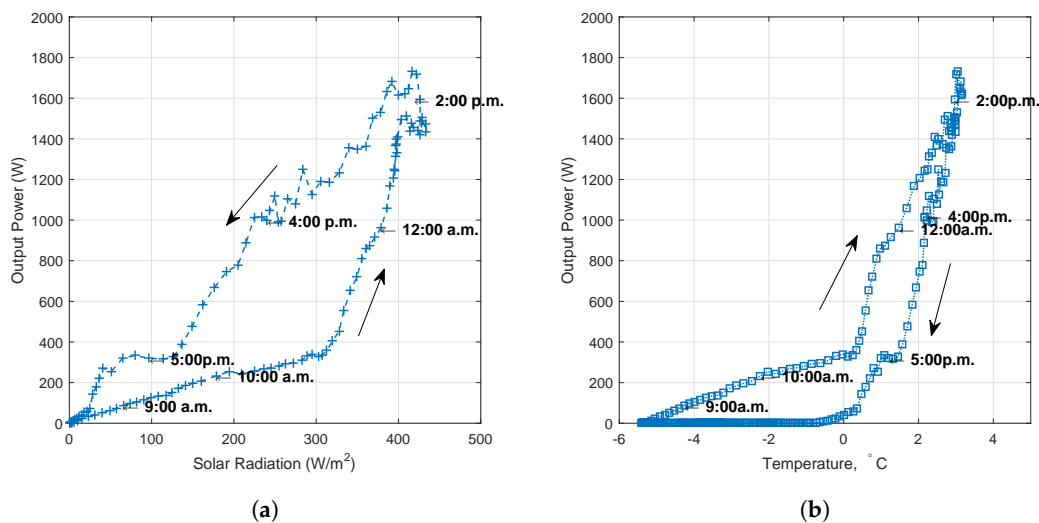 2000
1800
1600
1400
1200
1000
800
600
400
200
0
Output Power (W)
2:00 p.m.
4:00 p.m.
12:00 a.m.
5:00p.m.
10:00 a.m.
9:00 a.m.
0 100 200 300 400 500
Solar Radiation (W/m²)
(a)
2000
1800
1600
1400
1200
1000
800
600
400
200
0
Output Power (W)
2:00p.m.
4:00p.m.
12:00a.m.
5:00p.m.
10:00a.m.
9:00a.m.
-6 -4 -2 0 2 4
Temperature, °C
(b)